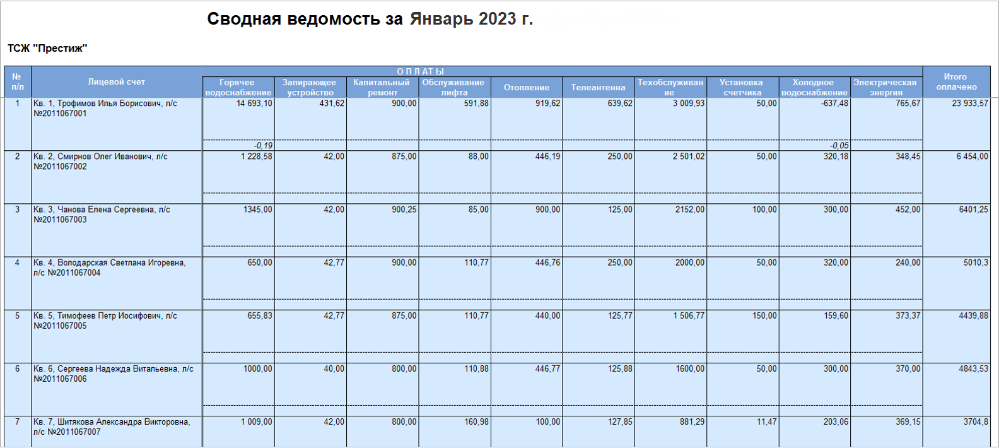 Сводная ведомость за Январь 2023 г.
ТСЖ "Престиж"
№ п/п Лицевой счет О П Л А Т Ы Итого оплачено
Горячее водоснабжение Запирающее устройство Капитальный ремонт Обслуживание лифта Отопление Телеантенна Техобслуживан ие Установка счетчика Холодное водоснабжение Электрическая энергия
1 Кв. 1, Трофимов Илья Борисович, л/с 14 693,10 431,62 900,00 591,88 919,62 639,62 3 009,93 50,00 -637,48 765,67 23 933,57
№2011067001
-0,19 -0,05
2 Кв. 2, Смирнов Олег Иванович, л/с 1 228,58 42,00 875,00 88,00 446,19 250,00 2 501,02 50,00 320,18 348,45 6 454,00
№2011067002
3 Кв. 3, Чанова Елена Сергеевна, л/с 1345,00 42,00 900,25 85,00 900,00 125,00 2152,00 100,00 300,00 452,00 6401,25
№2011067003
4 Кв. 4, Володарская Светлана Игоревна, 650,00 42,77 900,00 110,77 446,76 250,00 2000,00 50,00 320,00 240,00 5010,3
л/с №2011067004
5 Кв. 5, Тимофеев Петр Иосифович, л/с 655,83 42,77 875,00 110,77 440,00 125,77 1 506,77 150,00 159,60 373,37 4439,88
№2011067005
6 Кв. 6, Сергеева Надежда Витальевна, л/с 1000,00 40,00 800,00 110,88 446,77 125,88 1600,00 50,00 300,00 370,00 4843,53
№2011067006
7 Кв. 7, Шитякова Александра Викторовна, 1 009,00 42,00 800,00 160,98 100,00 127,85 881,29 11,47 203,06 369,15 3704,8
л/с №2011067007